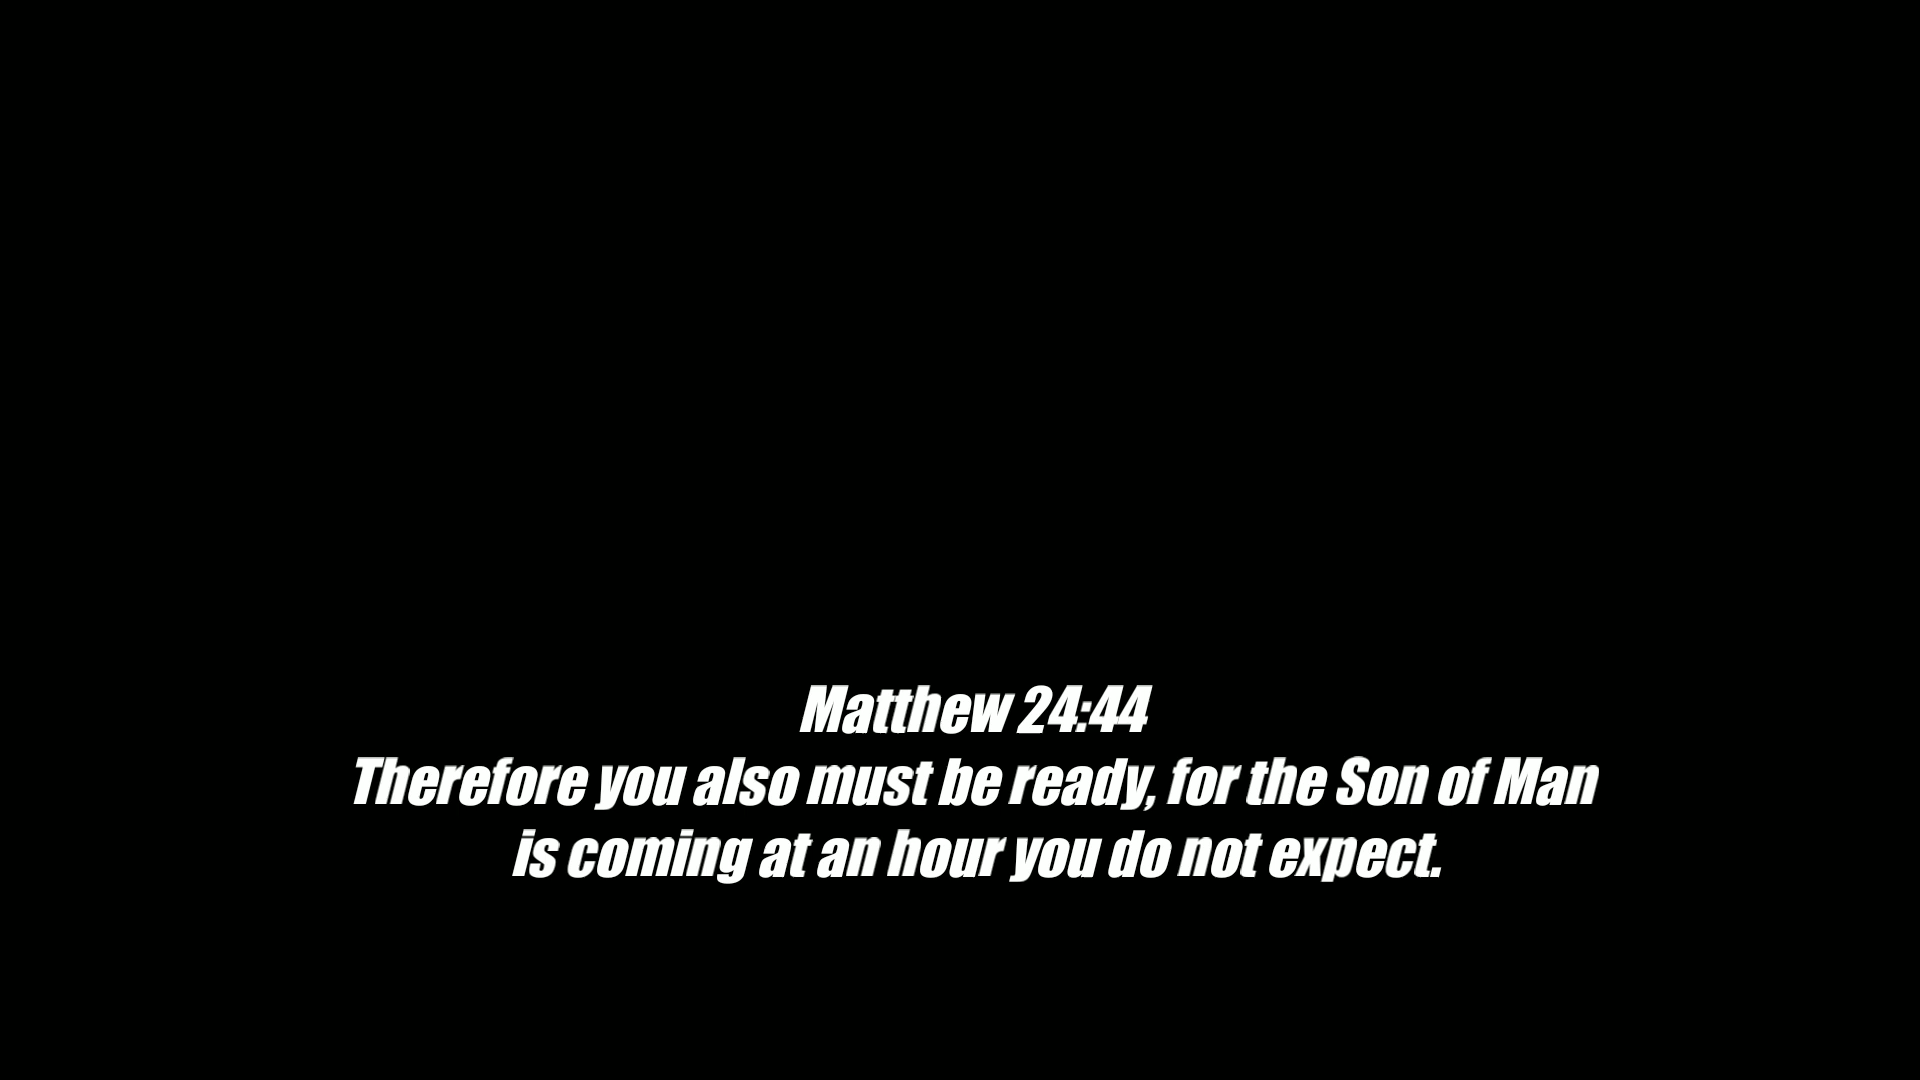 Matthew 24:44
Therefore you also must be ready, for the Son of Man
is coming at an hour you do not expect.